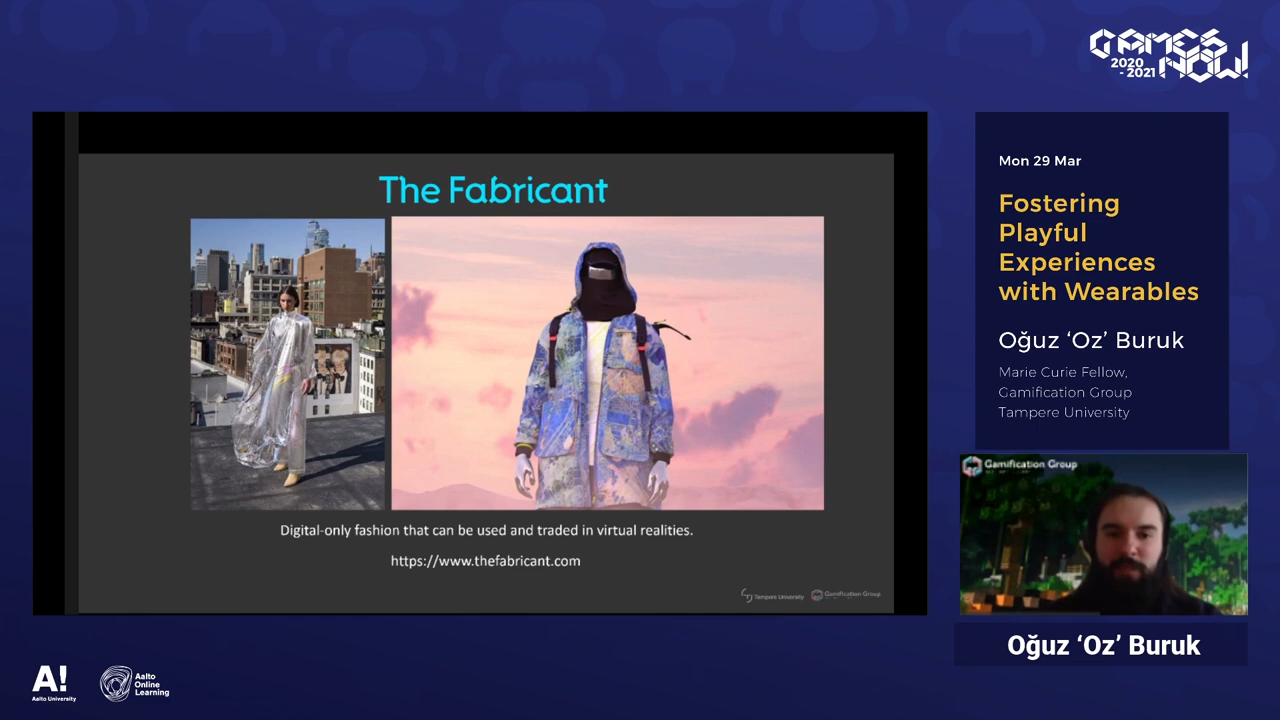 GAMES
2020
- 2021
NOW!
The Fabricant
Digital-only fashion that can be used and traded in virtual realities.
https://www.thefabricant.com
Tampere University
Gamification Group
Mon 29 Mar
Fostering
Playful
Experiences
with Wearables
Oğuz ‘Oz’ Buruk
Marie Curie Fellow,
Gamification Group
Tampere University
Gamification Group
Oğuz ‘Oz’ Buruk
A!
Aalto University
Aalto
Online
Learning